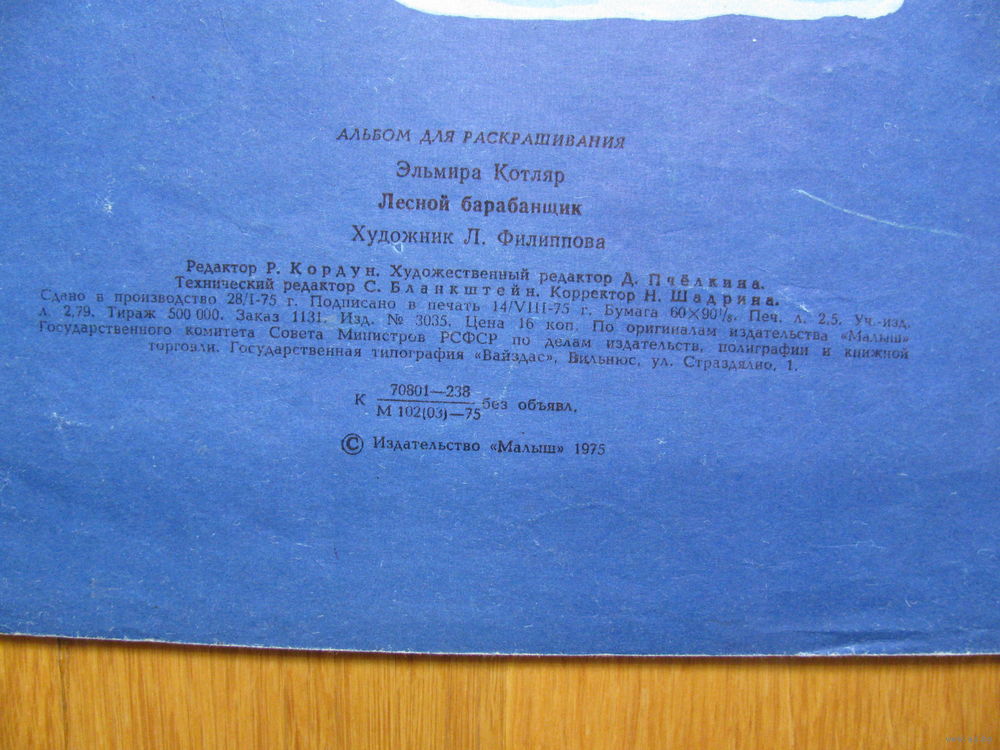 АЛЬБОМ ДЛЯ РАСКРАШИВАНИЯ
Эльмира Котляр
Лесной барабанщик
Художник Л. Филиппова
Редактор Р. Кордун. Художественный редактор Д. Пчёлкина.
Технический редактор С. Бланкштейн. Корректор Н. Шадрина.
Сдано в производство 28/I-75 г. Подписано в печать 14/VIII-75 г. Бумага 60×90⅛. Печ. л. 2,5. Уч.-изд.
л. 2,79. Тираж 500 000. Заказ 1131. Изд. № 3035. Цена 16 коп. По оригиналам издательства «Малыш»
Государственного комитета Совета Министров РСФСР по делам издательств, полиграфии и книжной
торговли. Государственная типография «Вайздас», Вильнюс, ул. Страздялио, 1.
К 70801—238
М 102(03)—75 без объявл.
© Издательство «Малыш» 1975